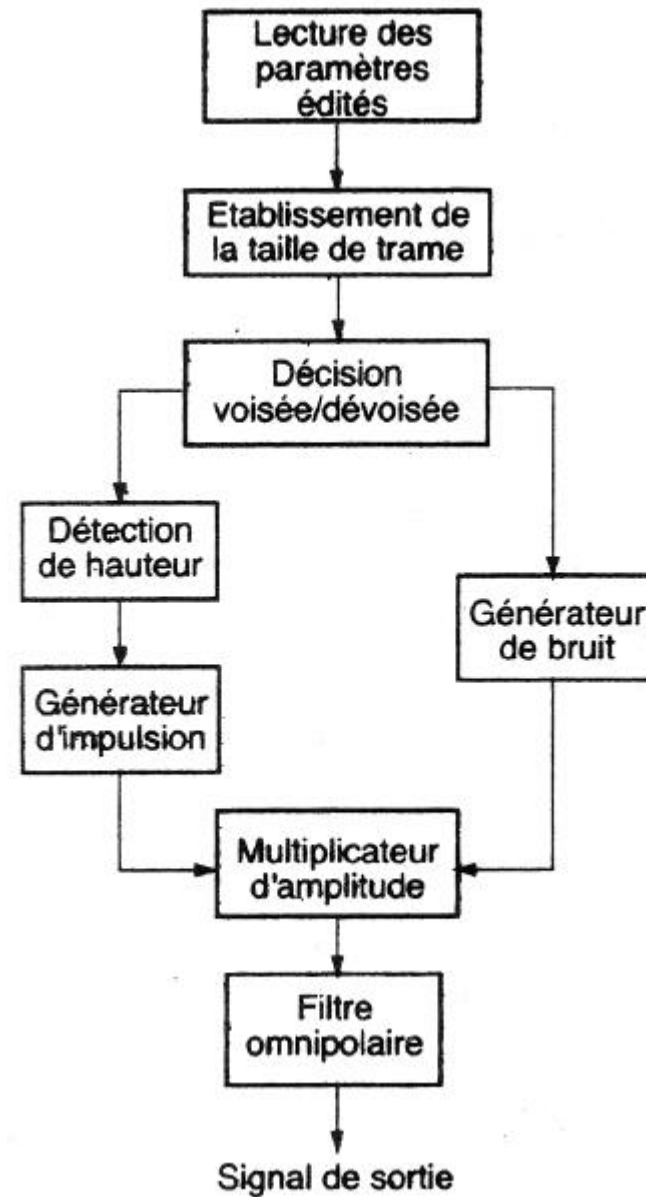 Lecture des
paramètres
édités
Etablissement de
la taille de trame
Décision
voisée/dévoisée
Détection
de hauteur
Générateur
d'impulsion
Générateur
de bruit
Multiplicateur
d'amplitude
Filtre
omnipolaire
Signal de sortie